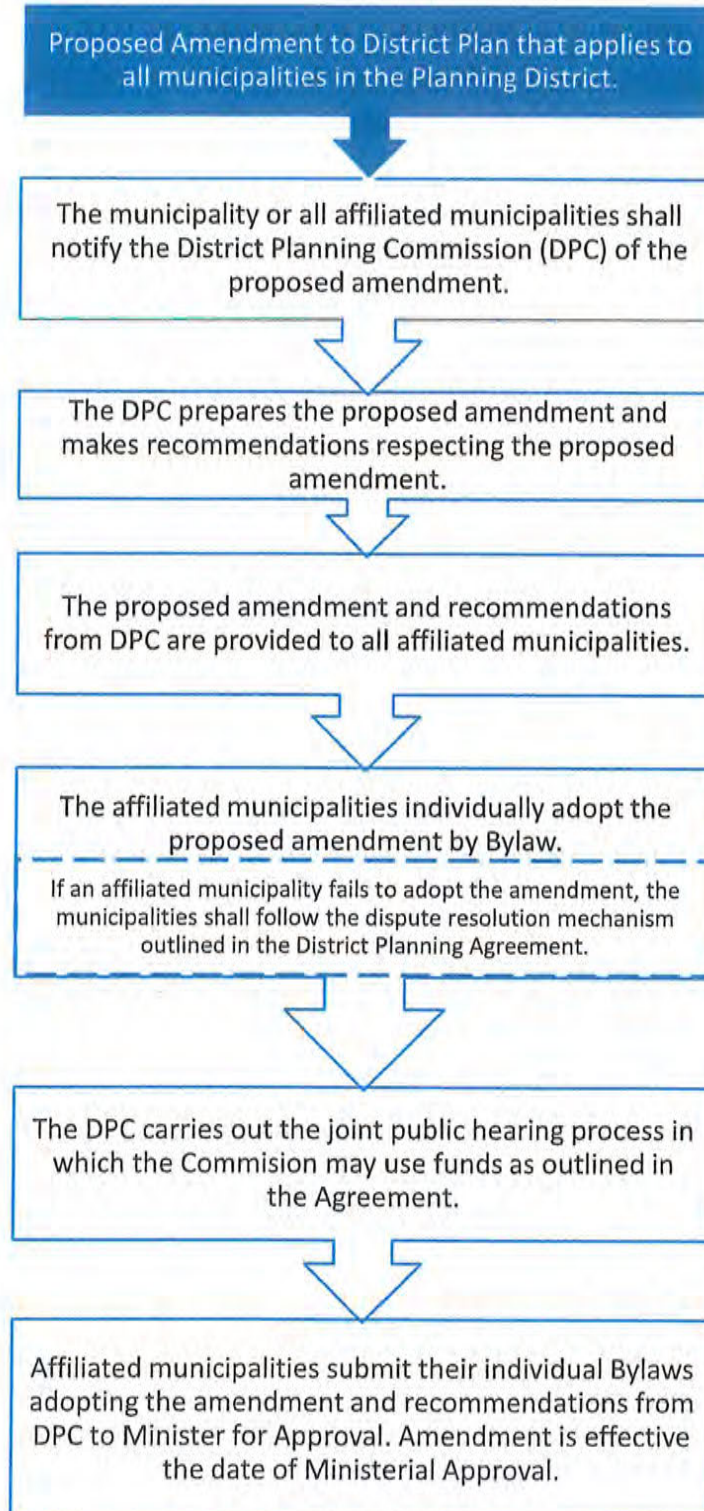 Proposed Amendment to District Plan that applies to
all municipalities in the Planning District.
The municipality or all affiliated municipalities shall
notify the District Planning Commission (DPC) of the
proposed amendment.
The DPC prepares the proposed amendment and
makes recommendations respecting the proposed
amendment.
The proposed amendment and recommendations
from DPC are provided to all affiliated municipalities.
The affiliated municipalities individually adopt the
proposed amendment by Bylaw.
If an affiliated municipality fails to adopt the amendment, the
municipalities shall follow the dispute resolution mechanism
outlined in the District Planning Agreement.
The DPC carries out the joint public hearing process in
which the Commision may use funds as outlined in
the Agreement.
Affiliated municipalities submit their individual Bylaws
adopting the amendment and recommendations from
DPC to Minister for Approval. Amendment is effective
the date of Ministerial Approval.